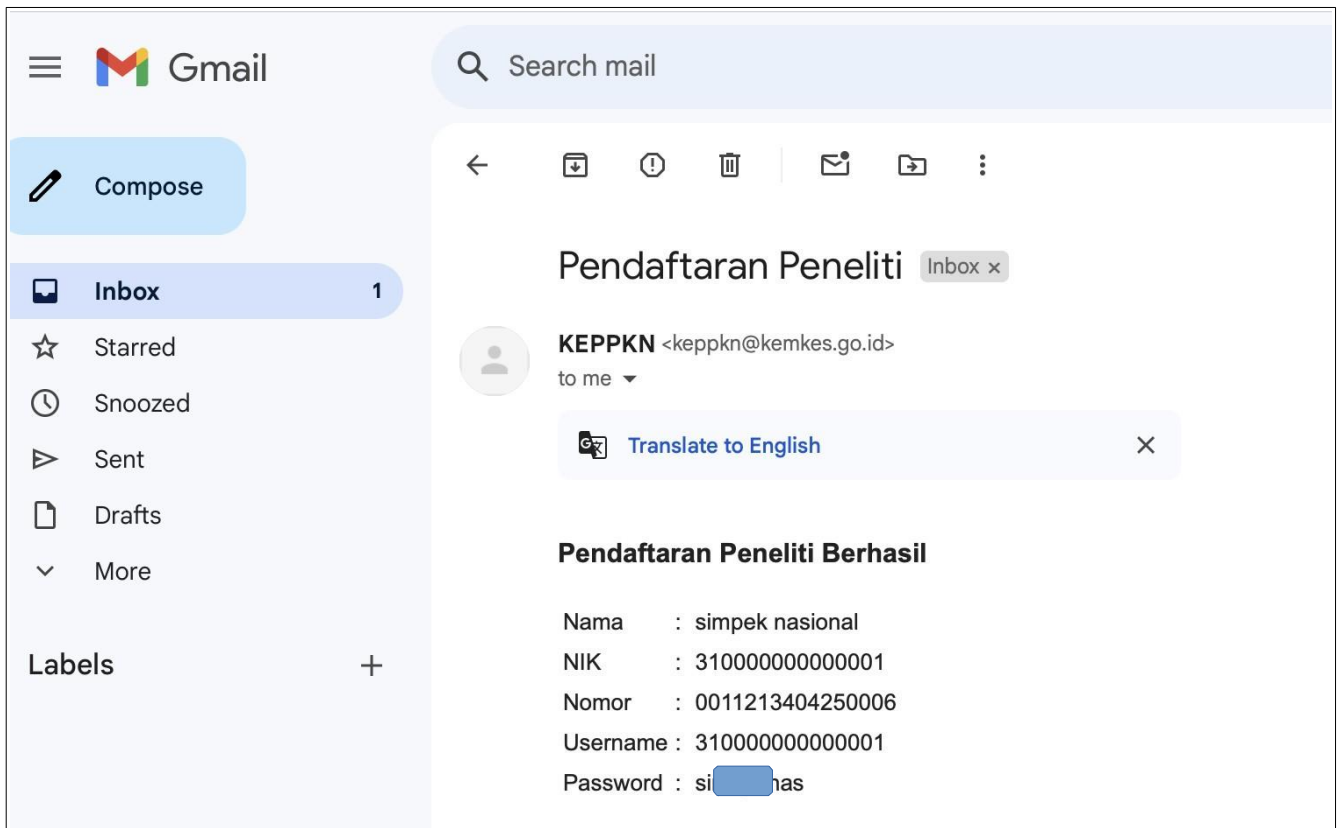 Gmail
Search mail
Compose
Inbox 1
Starred
Snoozed
Sent
Drafts
More
Labels
Pendaftaran Peneliti Inbox x
KEPPKN <keppkn@kemkes.go.id>
to me
Translate to English
Pendaftaran Peneliti Berhasil
Nama : simpek nasional
NIK : 310000000000001
Nomor : 0011213404250006
Username : 310000000000001
Password : si has